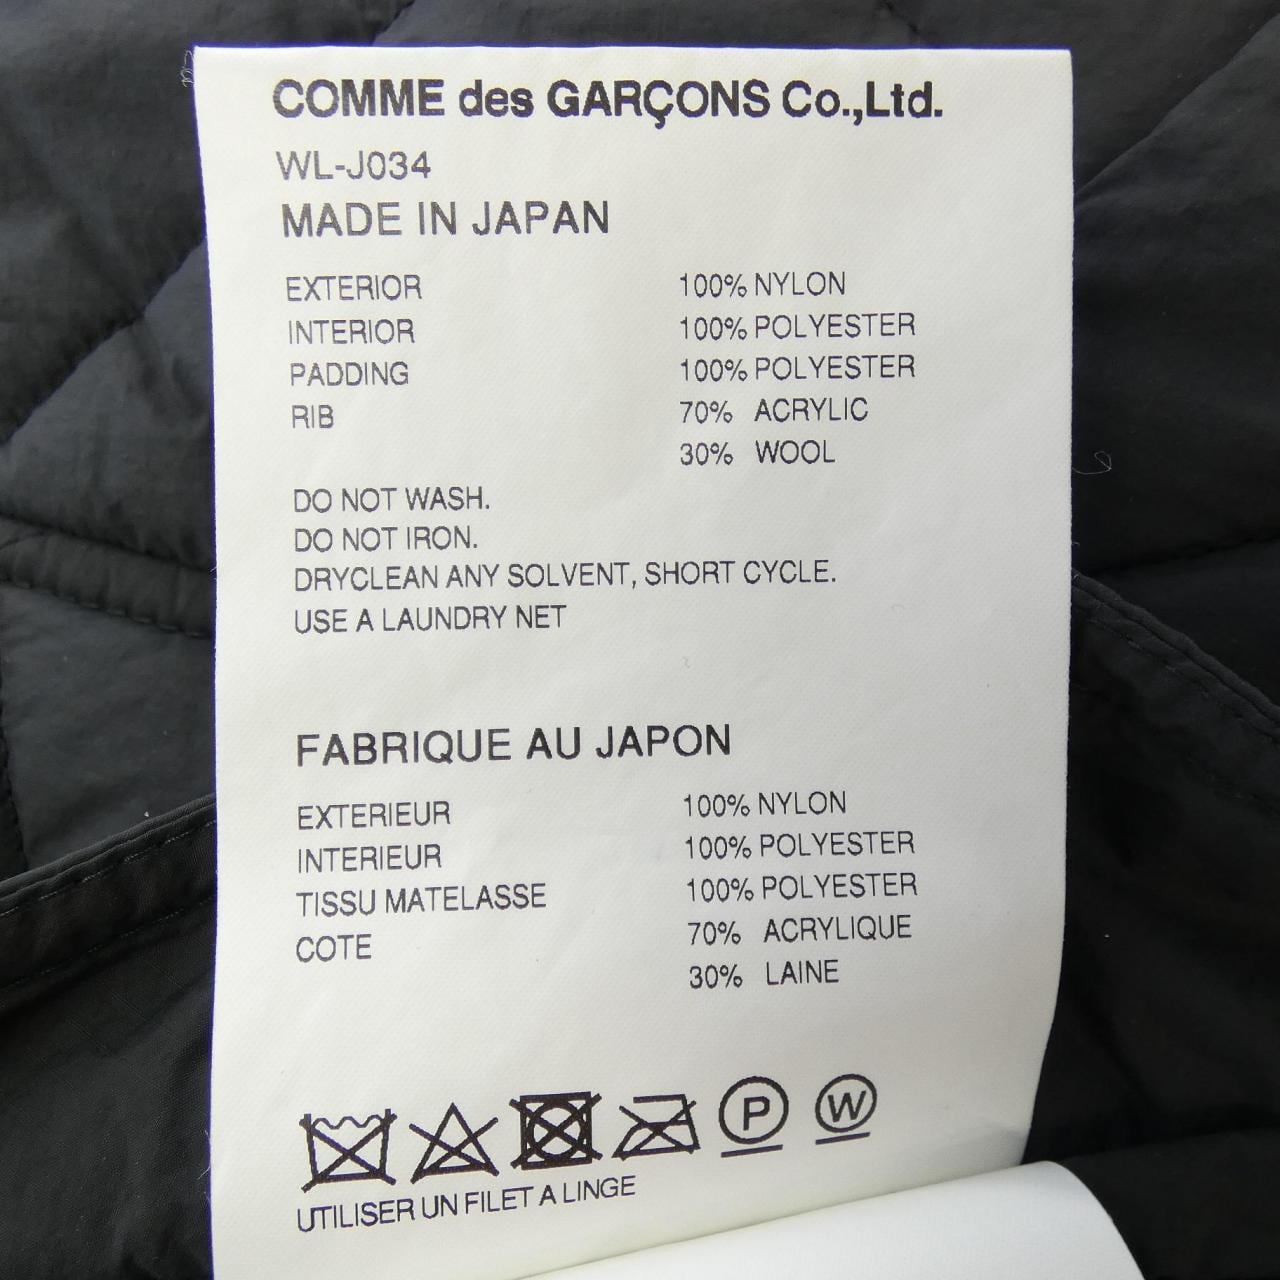 COMME des GARÇONS Co.,Ltd.
WL-J034
MADE IN JAPAN
EXTERIOR 100% NYLON
INTERIOR 100% POLYESTER
PADDING 100% POLYESTER
RIB 70% ACRYLIC
30% WOOL
DO NOT WASH.
DO NOT IRON.
DRYCLEAN ANY SOLVENT, SHORT CYCLE.
USE A LAUNDRY NET
FABRIQUE AU JAPON
EXTERIEUR 100% NYLON
INTERIEUR 100% POLYESTER
TISSU MATELASSE 100% POLYESTER
COTE 70% ACRYLIQUE
30% LAINE
P W
UTILISER UN FILET A LINGE